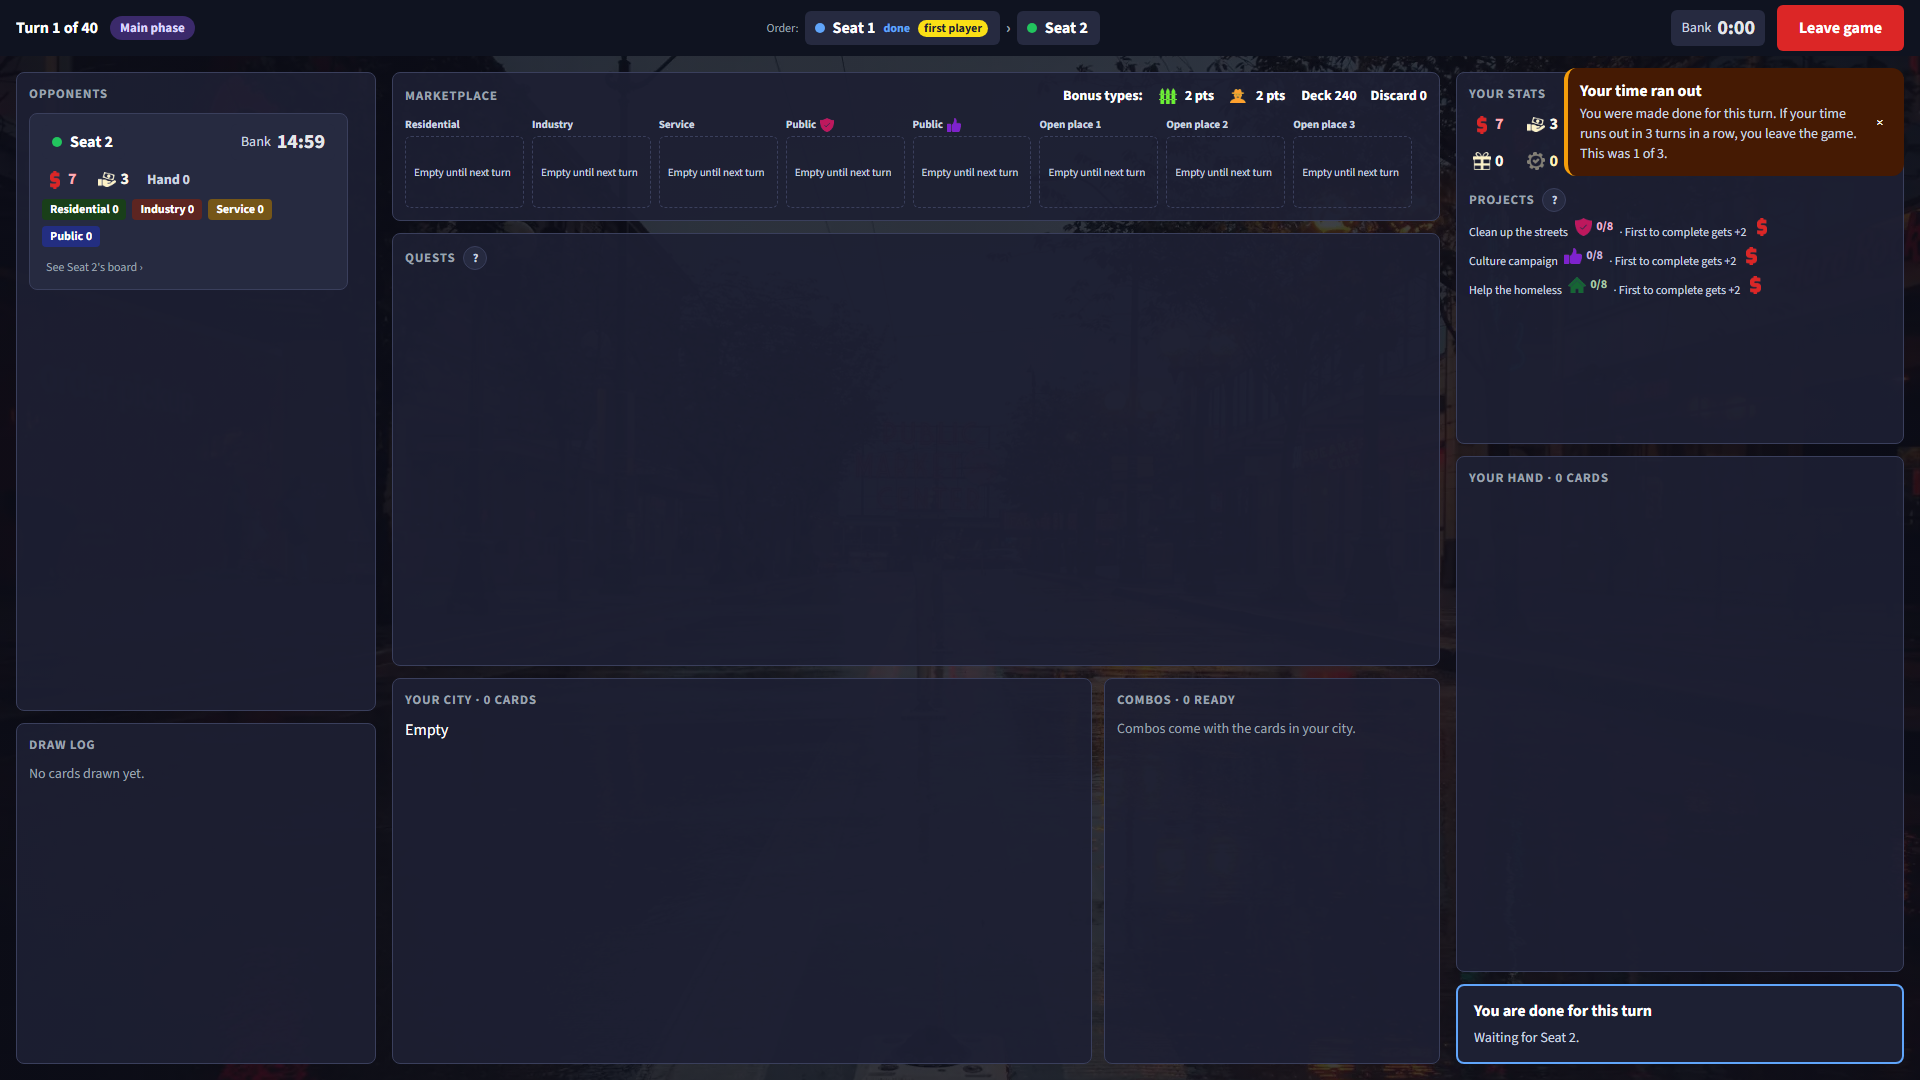 Turn 1 of 40
Main phase
Order:
Seat 1 done first player › Seat 2
Bank 0:00
Leave game
OPPONENTS
Seat 2
Bank 14:59
7 3 Hand 0
Residential 0 Industry 0 Service 0
Public 0
See Seat 2's board ›
DRAW LOG
No cards drawn yet.
MARKETPLACE
Bonus types: 2 pts 2 pts Deck 240 Discard 0
Residential Industry Service Public Public Open place 1 Open place 2 Open place 3
Empty until next turn Empty until next turn Empty until next turn Empty until next turn Empty until next turn Empty until next turn Empty until next turn Empty until next turn
QUESTS ?
YOUR CITY · 0 CARDS
Empty
COMBOS · 0 READY
Combos come with the cards in your city.
YOUR STATS
7 3
0 0
Your time ran out
You were made done for this turn. If your time
runs out in 3 turns in a row, you leave the game.
This was 1 of 3.
×
PROJECTS ?
Clean up the streets 0/8 · First to complete gets +2
Culture campaign 0/8 · First to complete gets +2
Help the homeless 0/8 · First to complete gets +2
YOUR HAND · 0 CARDS
You are done for this turn
Waiting for Seat 2.